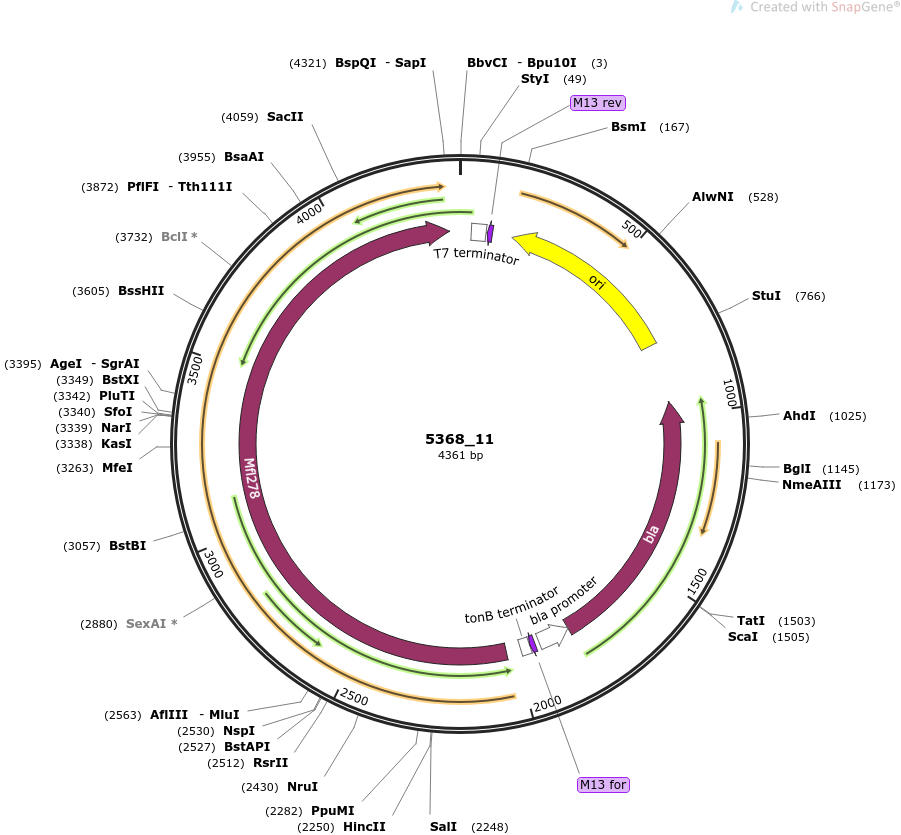 Created with SnapGene®
(4321) BspQI - SapI
BbvCI - Bpu10I (3)
StyI (49)
M13 rev
BsmI (167)
(4059) SacII
(3955) BsaAI
(3872) PflFI - Tth111I
(3732) BclI *
(3605) BssHII
(3395) AgeI - SgrAI
(3349) BstXI
(3342) PluTI
(3340) SfoI
(3339) NarI
(3338) KasI
(3263) MfeI
(3057) BstBI
(2880) SexAI *
(2563) AflIII - MluI
(2530) NspI
(2527) BstAPI
(2512) RsrII
(2430) NruI
(2282) PpuMI
(2250) HincII
SalI (2248)
M13 for
AlwNI (528)
StuI (766)
AhdI (1025)
BglI (1145)
NmeAIII (1173)
TatI (1503)
ScaI (1505)
500
1000
1500
2000
2500
3000
3500
4000
T7 terminator
ori
bla
bla promoter
tonB terminator
Mfl278
5368_11
4361 bp